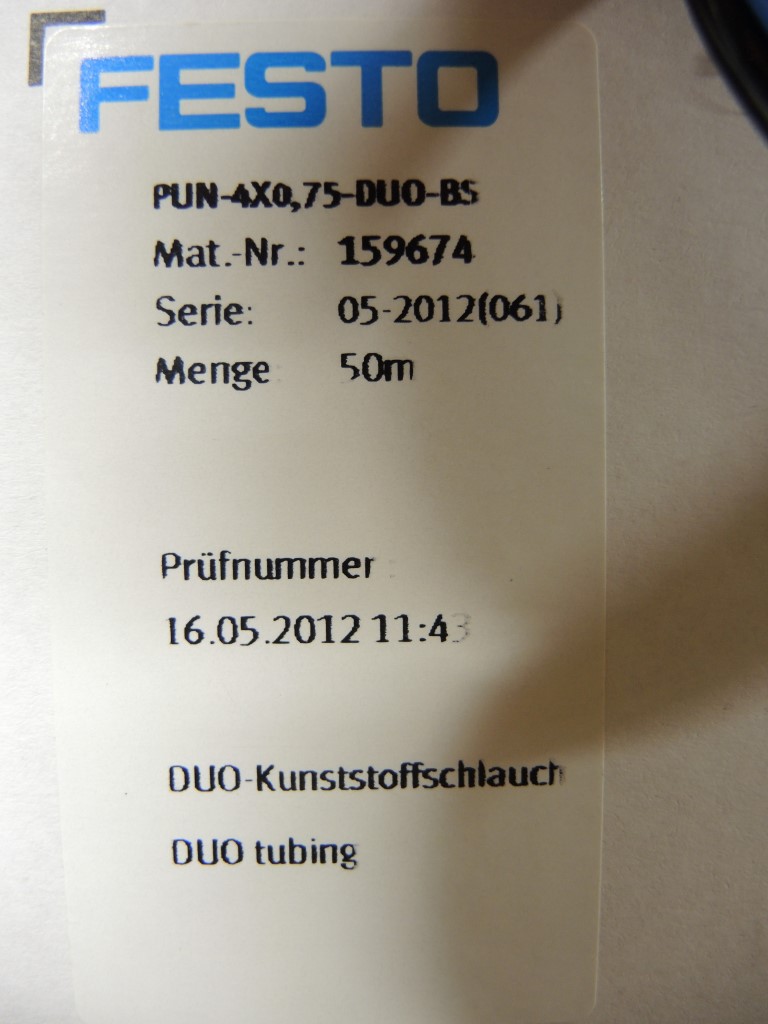 FESTO
PUN-4X0,75-DUO-BS
Mat.-Nr.: 159674
Serie: 05-2012(061)
Menge 50m
Prüfnummer
16.05.2012 11:43
DUO-Kunststoffschlauch
DUO tubing